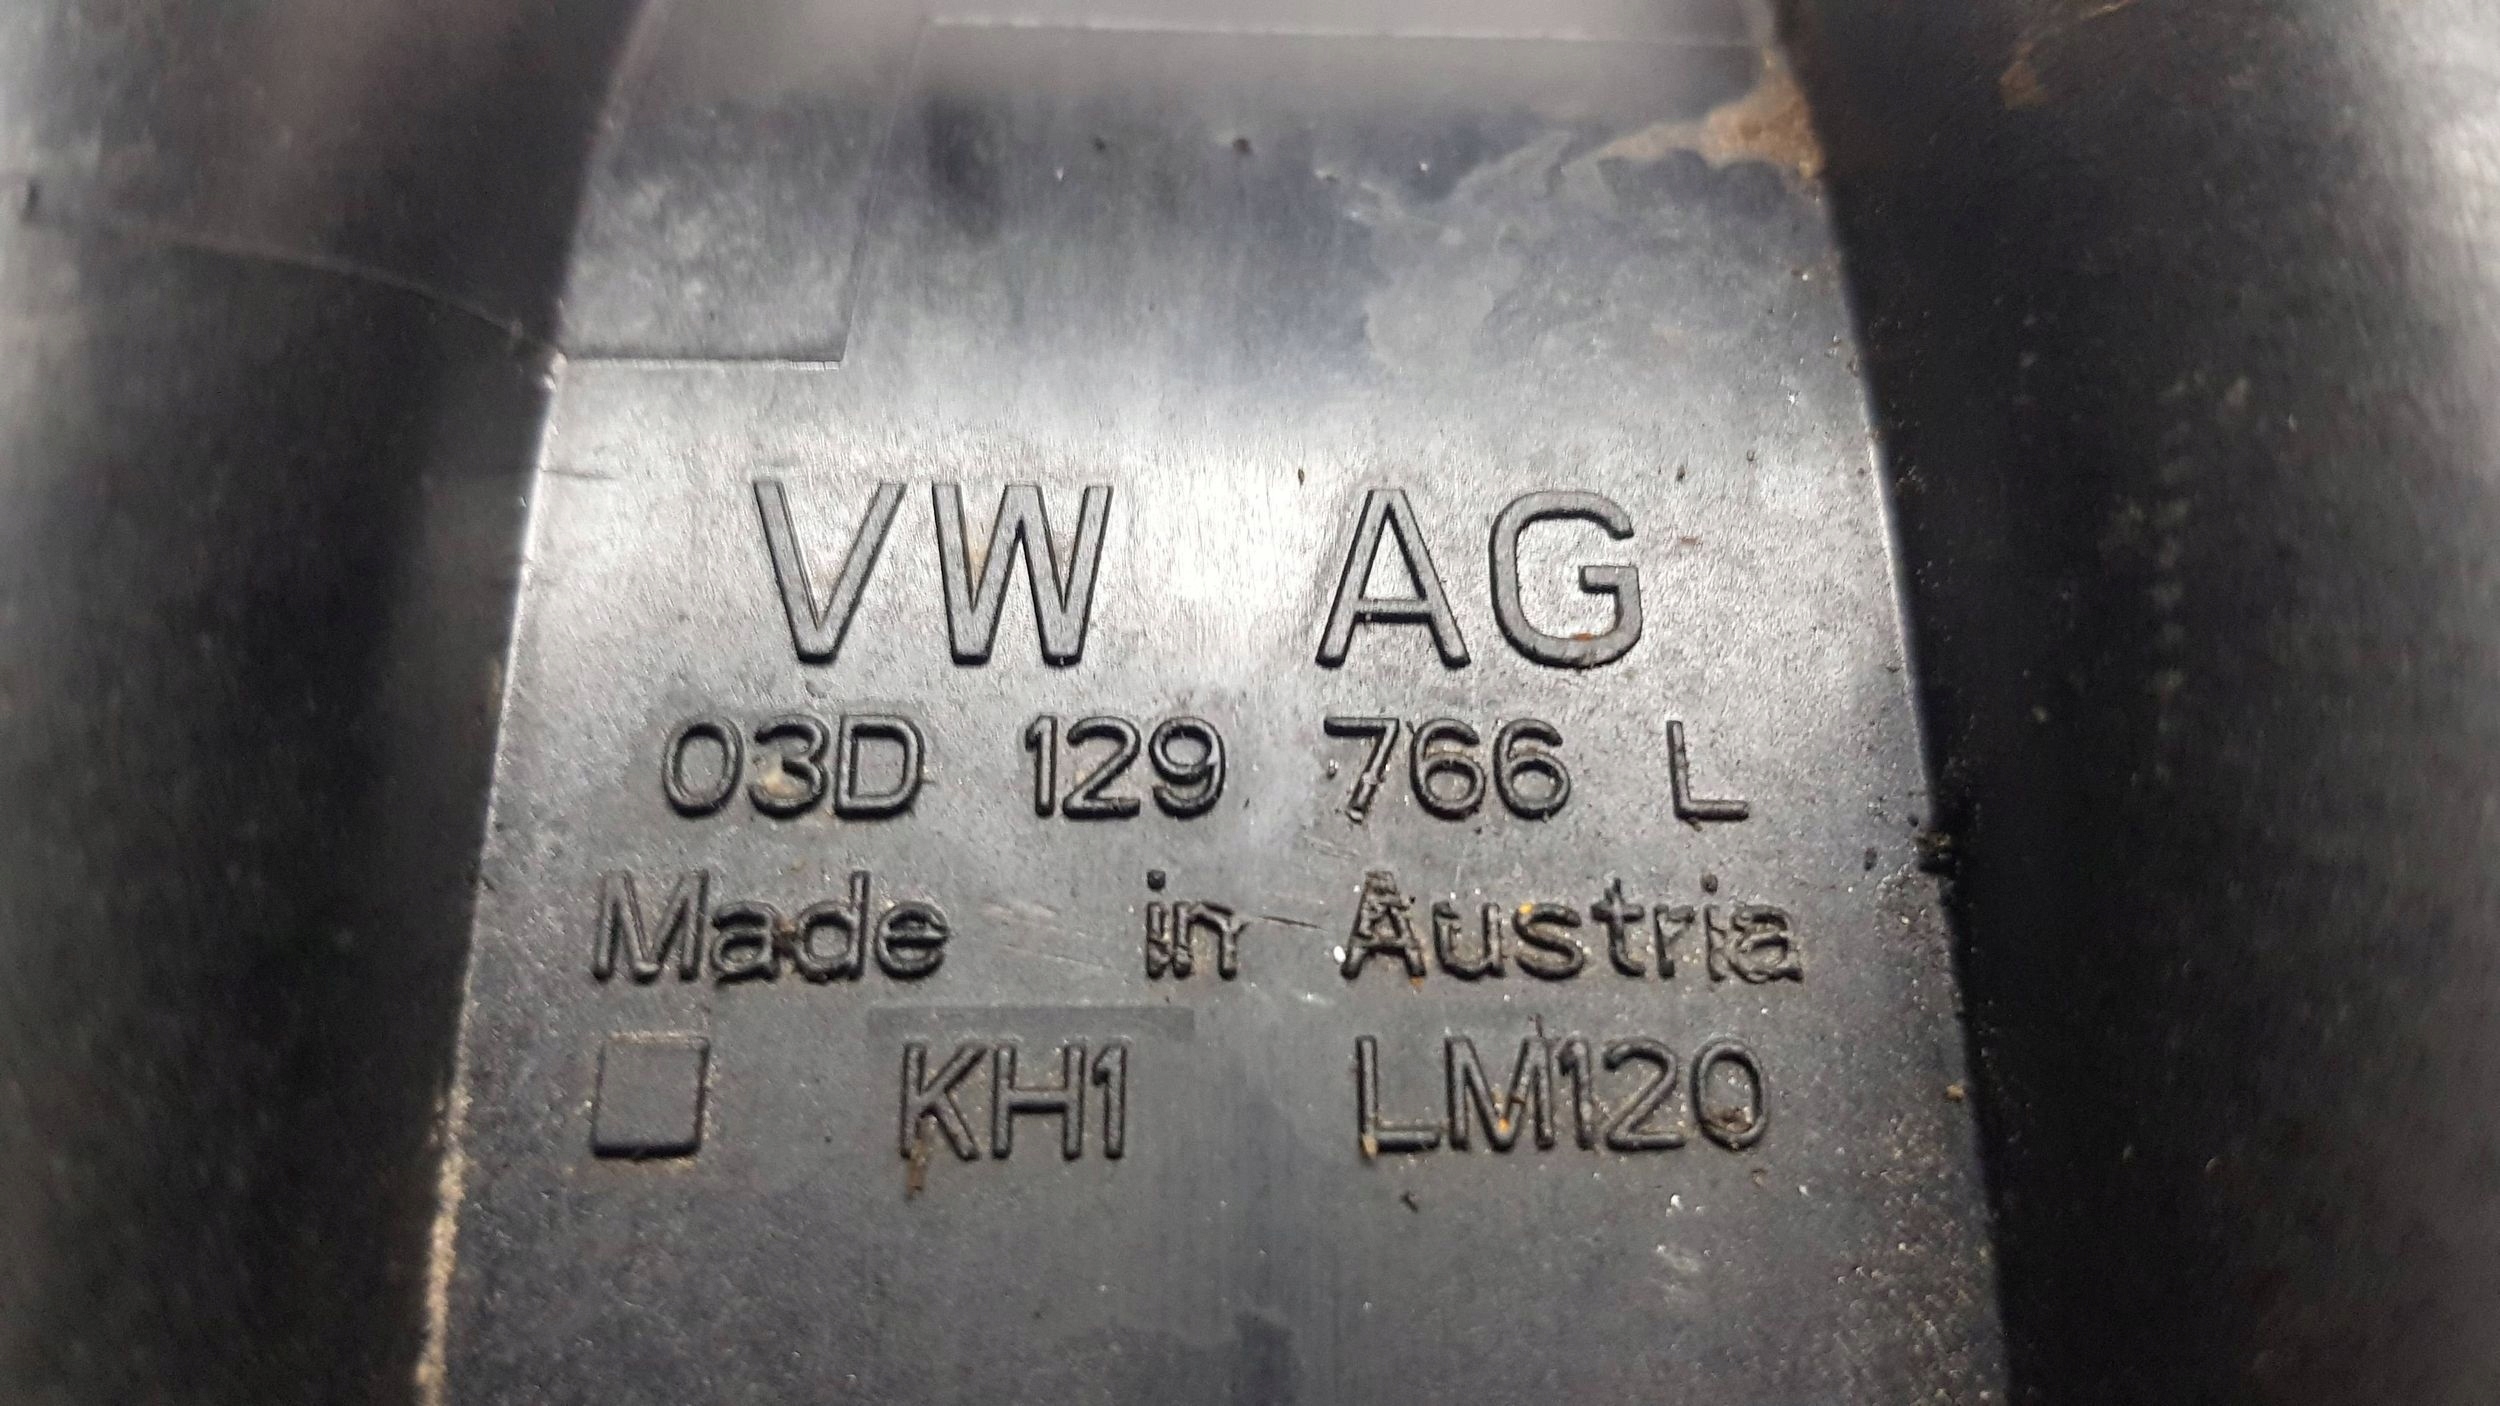 VW AG
03D 129 766 L
Made in Austria
KH1 LM120